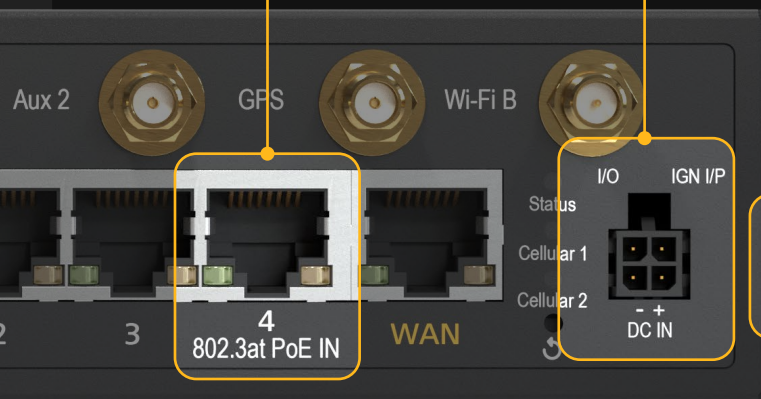 Aux 2
GPS
Wi-Fi B
I/O
IGN I/P
Status
Cellular 1
Cellular 2
2
3
4
802.3at PoE IN
WAN
- +
DC IN